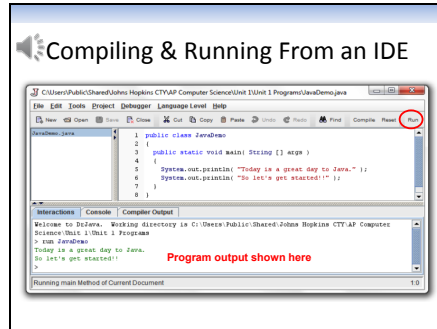 Compiling & Running From an IDE
C:\Users\Public\Shared\Johns Hopkins CTY\AP Computer Science\Unit 1\Unit 1 Programs\JavaDemo.java
File Edit Tools Project Debugger Language Level Help
New Open Save Close Cut Copy Paste Undo Redo Find Compile Reset Run
JavaDemo.java
1 public class JavaDemo
2 {
3 public static void main( String [] args )
4 {
5 System.out.println( "Today is a great day to Java." );
6 System.out.println( "So let's get started!!" );
7 }
8 }
Interactions Console Compiler Output
Welcome to DrJava. Working directory is C:\Users\Public\Shared\Johns Hopkins CTY\AP Computer
Science\Unit 1\Unit 1 Programs
> run JavaDemo
Today is a great day to Java.
So let's get started!!
>
Program output shown here
Running main Method of Current Document 1:0